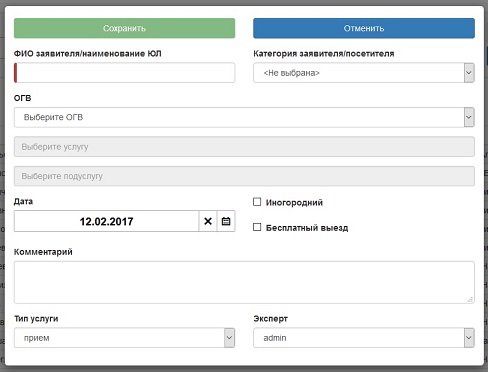 Сохранить Отменить
ФИО заявителя/наименование ЮЛ Категория заявителя/посетителя
<Не выбрана>
ОГВ
Выберите ОГВ
Выберите услугу
Выберите подуслугу
Дата Иногородний
12.02.2017
Бесплатный выезд
Комментарий
Тип услуги Эксперт
прием admin